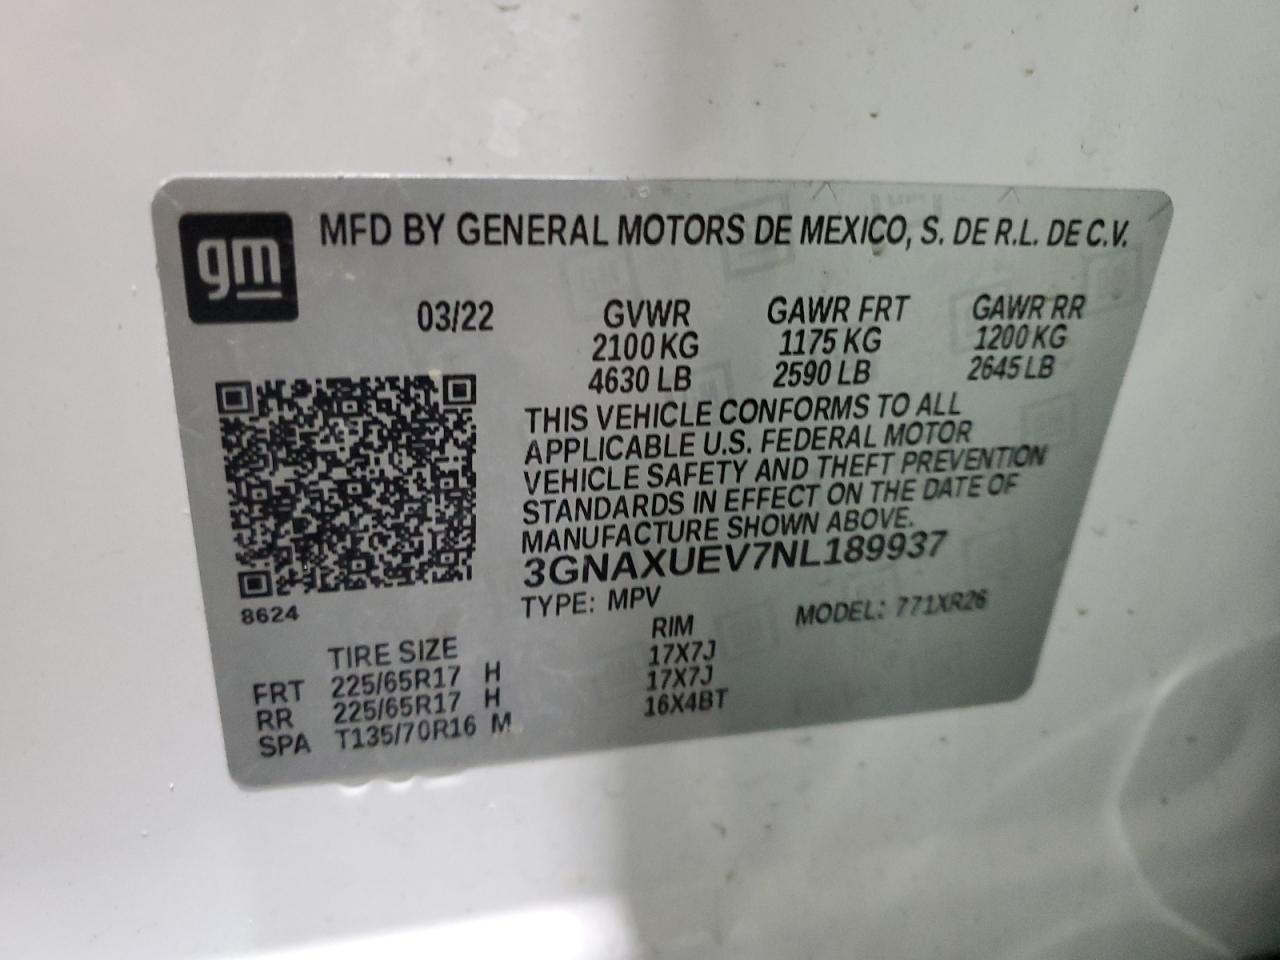 gm
MFD BY GENERAL MOTORS DE MEXICO, S. DE R.L. DE C.V.
03/22 GVWR GAWR FRT GAWR RR
2100 KG 1175 KG 1200 KG
4630 LB 2590 LB 2645 LB
THIS VEHICLE CONFORMS TO ALL
APPLICABLE U.S. FEDERAL MOTOR
VEHICLE SAFETY AND THEFT PREVENTION
STANDARDS IN EFFECT ON THE DATE OF
MANUFACTURE SHOWN ABOVE.
3GNAXUEV7NL189937
8624
TYPE: MPV MODEL: 771XR26
TIRE SIZE RIM
FRT 225/65R17 H 17X7J
RR 225/65R17 H 17X7J
SPA T135/70R16 M 16X4BT